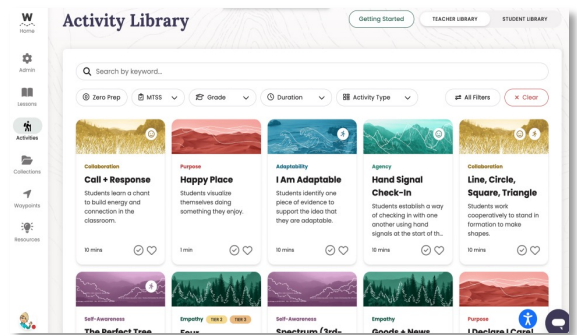 W
Home
Admin
Lessons
Activities
Collections
Waypoints
Resources
Activity Library
Getting Started
TEACHER LIBRARY
STUDENT LIBRARY
Search by keyword...
Zero Prep
MTSS
Grade
Duration
Activity Type
All Filters
× Clear
Collaboration
Call + Response
Students learn a chant
to build energy and
connection in the
classroom.
10 mins
Purpose
Happy Place
Students visualize
themselves doing
something they enjoy.
1 min
Adaptability
I Am Adaptable
Students identify one
piece of evidence to
support the idea that
they are adaptable.
10 mins
Agency
Hand Signal
Check-In
Students establish a way
of checking in with one
another using hand
signals at the start of th...
10 mins
Collaboration
Line, Circle,
Square, Triangle
Students work
cooperatively to stand in
formation to make
shapes.
10 mins
Self-Awareness
The Perfect Tree
Empathy
TIER 2
TIER 3
Four
Self-Awareness
Spectrum (3rd-
Empathy
Goods + News
Purpose
I Declare I Care!